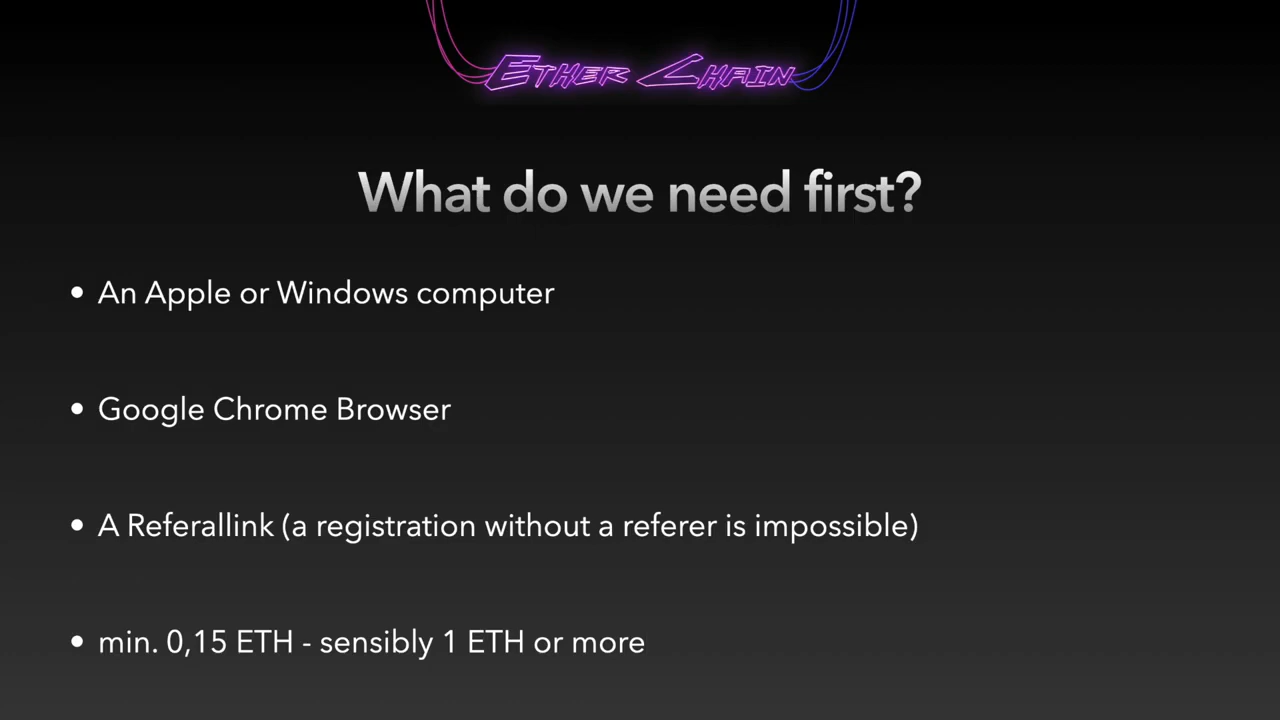 ETHER CHAIN
What do we need first?
• An Apple or Windows computer
• Google Chrome Browser
• A Referallink (a registration without a referer is impossible)
• min. 0,15 ETH - sensibly 1 ETH or more